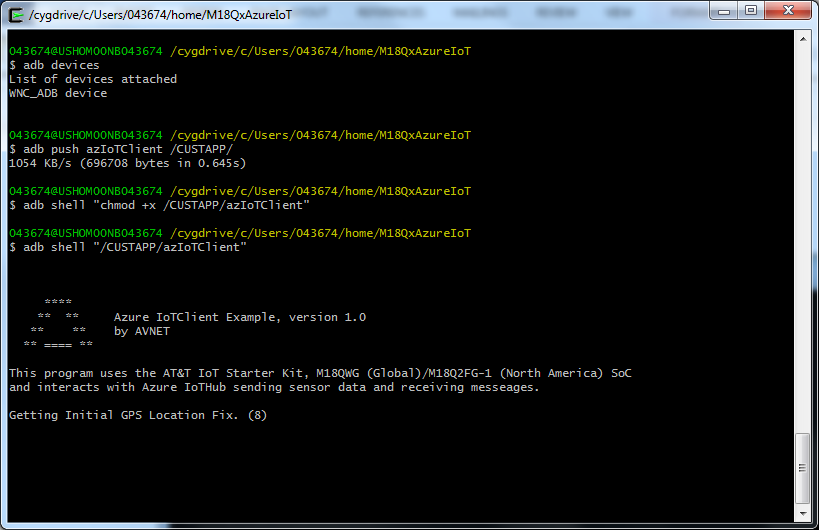 /cygdrive/c/Users/043674/home/M18QxAzureIoT
043674@USHOMOONBO43674 /cygdrive/c/Users/043674/home/M18QxAzureIoT
$ adb devices
List of devices attached
WNC_ADB device
043674@USHOMOONBO43674 /cygdrive/c/Users/043674/home/M18QxAzureIoT
$ adb push azIoTClient /CUSTAPP/
1054 KB/s (696708 bytes in 0.645s)
043674@USHOMOONBO43674 /cygdrive/c/Users/043674/home/M18QxAzureIoT
$ adb shell "chmod +x /CUSTAPP/azIoTClient"
043674@USHOMOONBO43674 /cygdrive/c/Users/043674/home/M18QxAzureIoT
$ adb shell "/CUSTAPP/azIoTClient"
****
** ** Azure IoTClient Example, version 1.0
** ** by AVNET
** ==== **
This program uses the AT&T IoT Starter Kit, M18QWG (Global)/M18Q2FG-1 (North America) SoC
and interacts with Azure IoTHub sending sensor data and receiving messeages.
Getting Initial GPS Location Fix. (8)